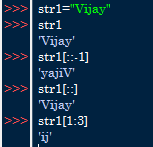 >>> str1="Vijay"
>>> str1
'Vijay'
>>> str1[::-1]
'yajiV'
>>> str1[::]
'Vijay'
>>> str1[1:3]
'ij'